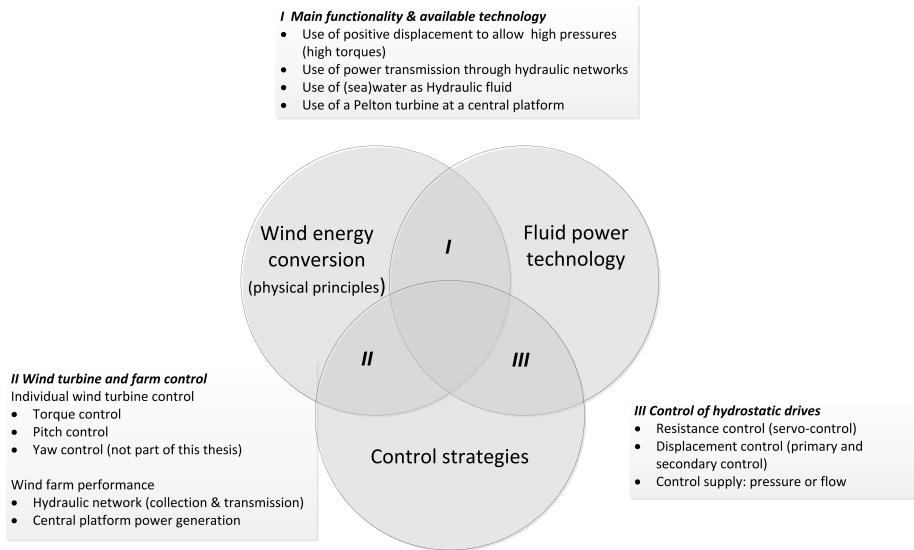 I Main functionality & available technology
• Use of positive displacement to allow high pressures
(high torques)
• Use of power transmission through hydraulic networks
• Use of (sea)water as Hydraulic fluid
• Use of a Pelton turbine at a central platform
Wind energy
conversion
(physical principles)
I
Fluid power
technology
II
III
Control strategies
II Wind turbine and farm control
Individual wind turbine control
• Torque control
• Pitch control
• Yaw control (not part of this thesis)
Wind farm performance
• Hydraulic network (collection & transmission)
• Central platform power generation
III Control of hydrostatic drives
• Resistance control (servo-control)
• Displacement control (primary and
secondary control)
• Control supply: pressure or flow